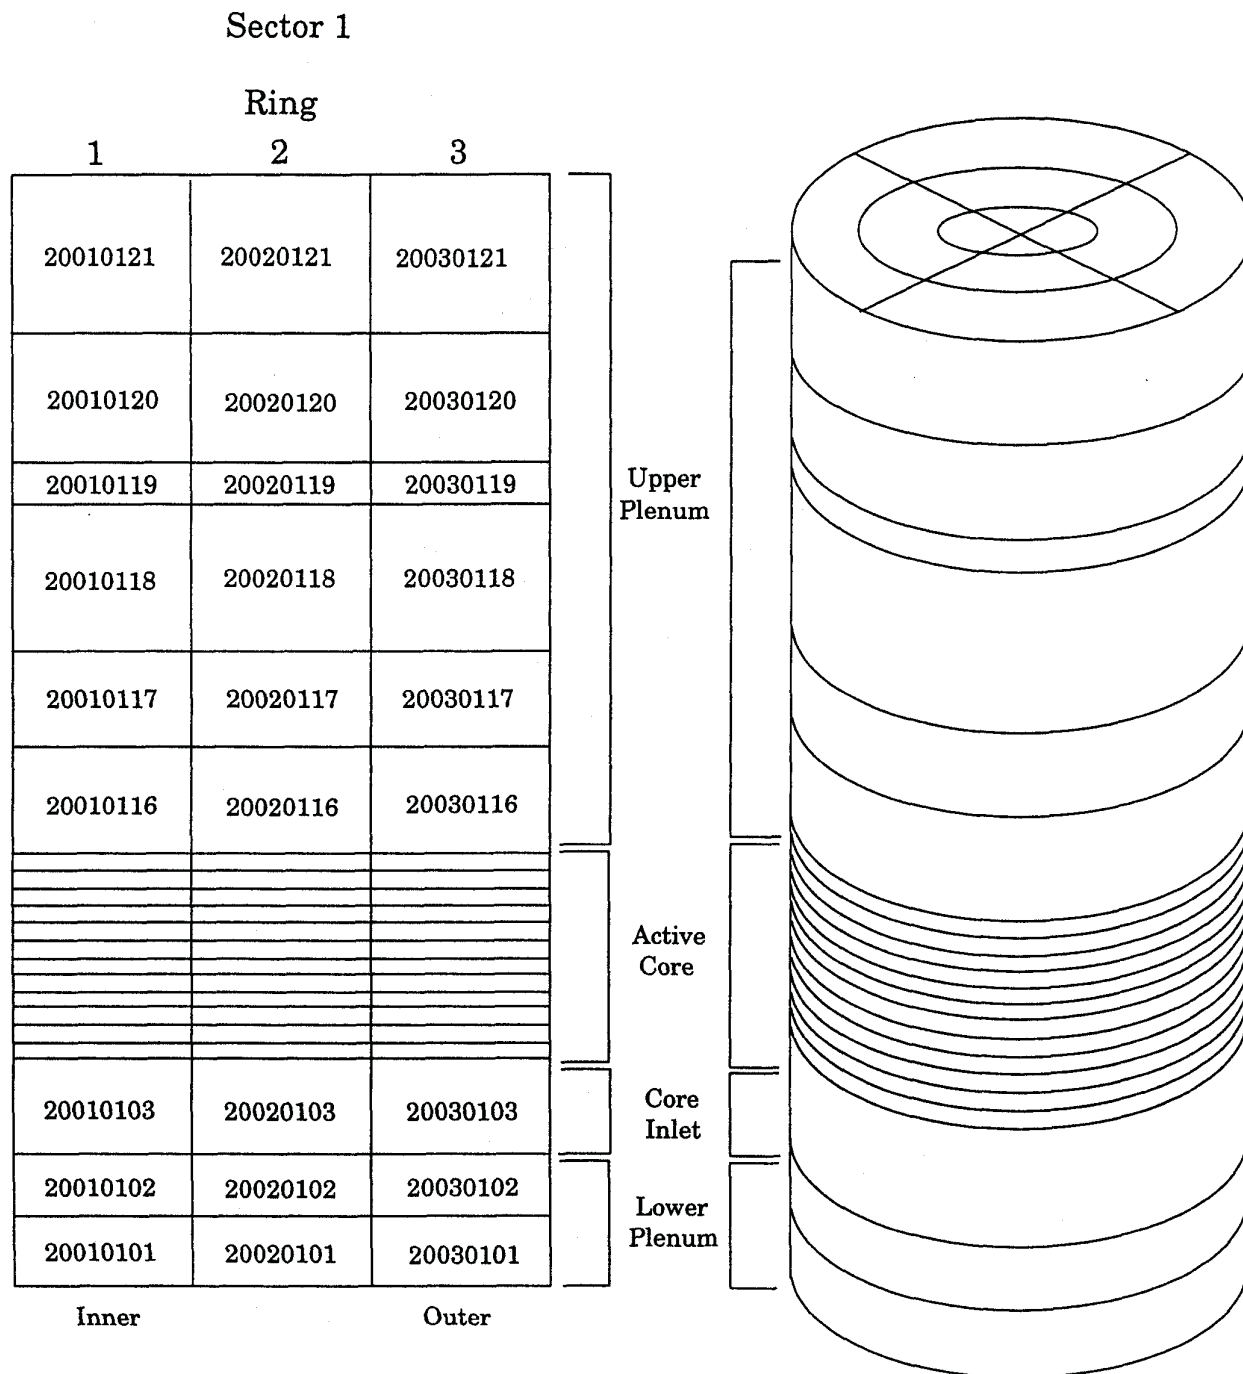 Sector 1
Ring
1 2 3
20010121 20020121 20030121
20010120 20020120 20030120
20010119 20020119 20030119
Upper
Plenum
20010118 20020118 20030118
20010117 20020117 20030117
20010116 20020116 20030116
Active
Core
20010103 20020103 20030103
Core
Inlet
20010102 20020102 20030102
Lower
Plenum
20010101 20020101 20030101
Inner Outer